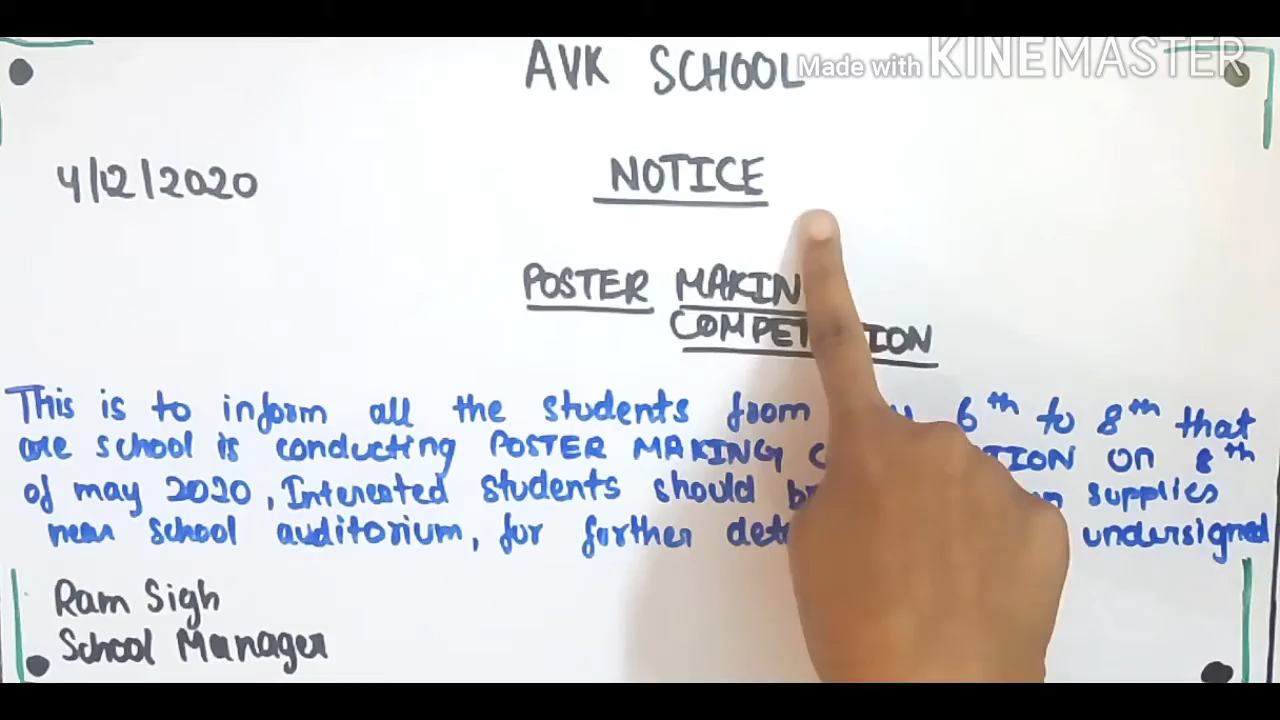 AVK SCHOOL
Made with KINEMASTER
4/12/2020
NOTICE
POSTER MAKIN
COMPET ION
This is to inform all the students from 6th to 8th that
are school is conducting POSTER MAKING C TION on 8th
of may 2020, Interested students should supplies
near school auditorium, for further det undersigned
Ram Sigh
School Manager